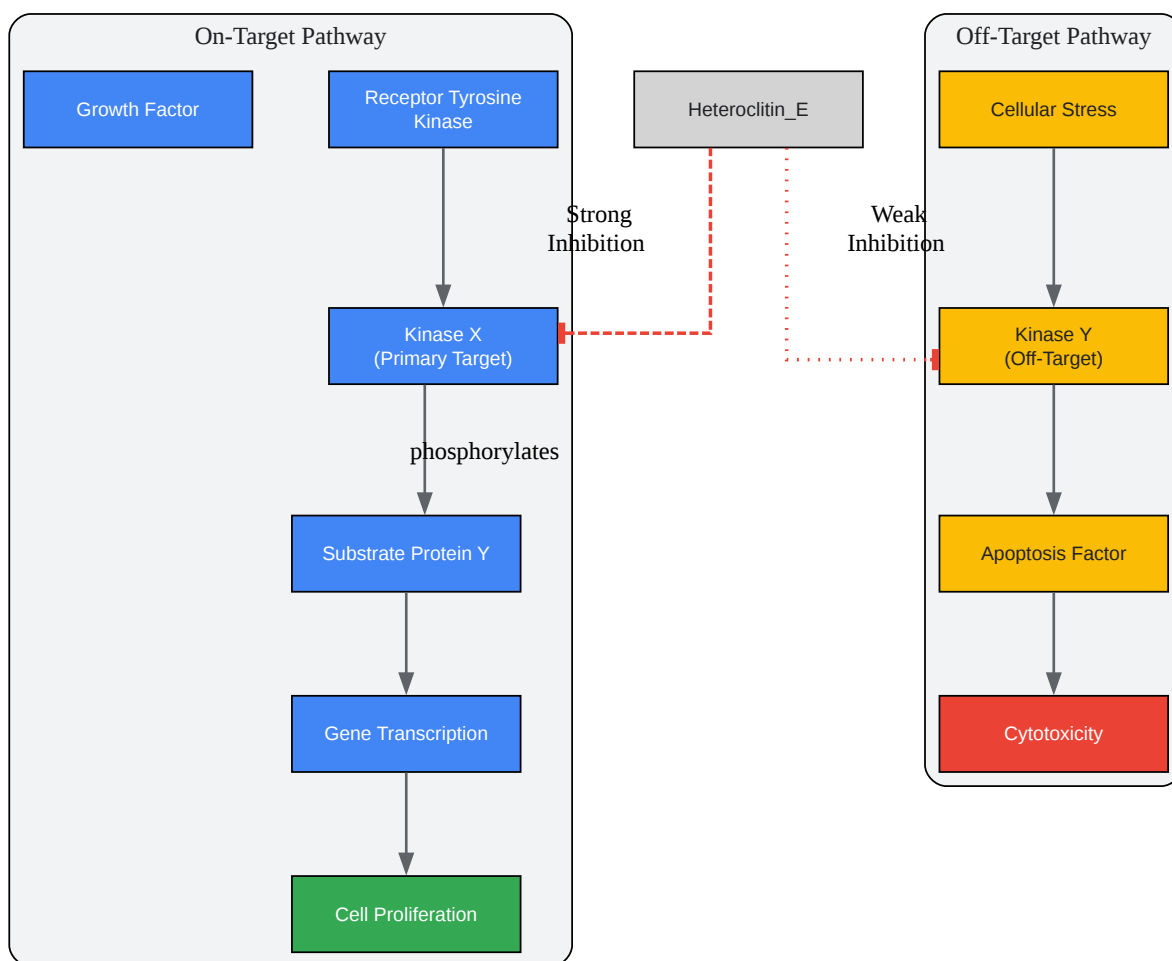 On-Target Pathway
Off-Target Pathway
Growth Factor
Receptor Tyrosine
Kinase
Heteroclitin_E
Cellular Stress
Strong
Inhibition
Weak
Inhibition
Kinase X
(Primary Target)
Kinase Y
(Off-Target)
phosphorylates
Substrate Protein Y
Apoptosis Factor
Gene Transcription
Cytotoxicity
Cell Proliferation